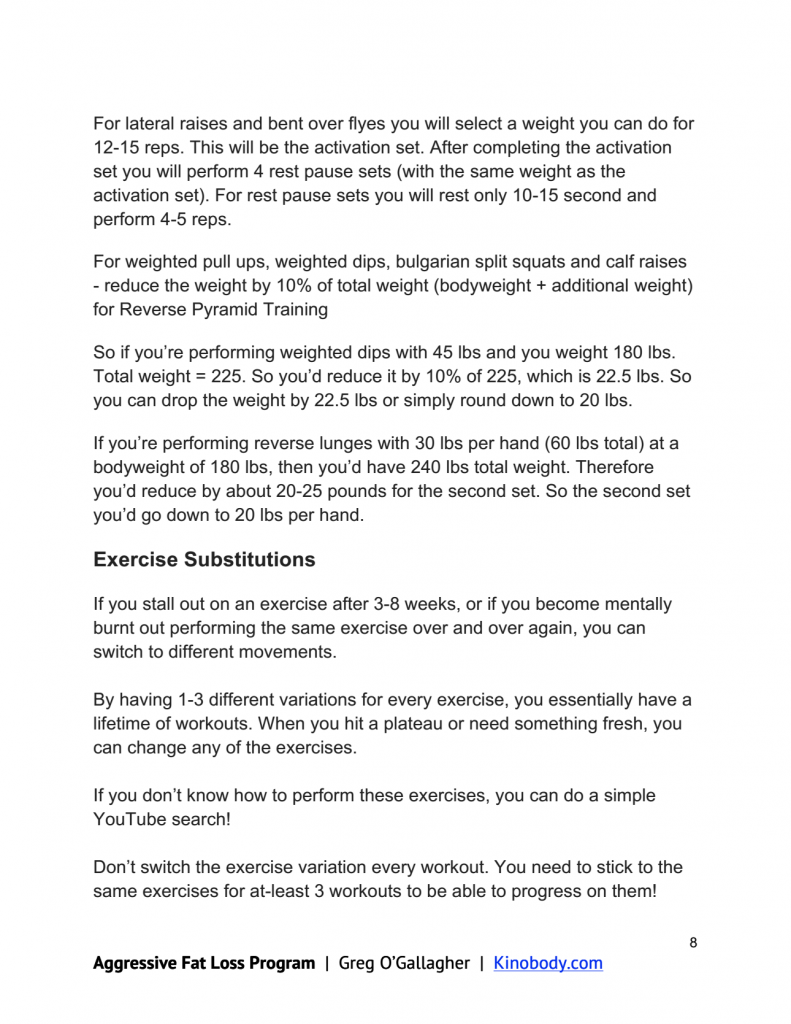 For lateral raises and bent over flyes you will select a weight you can do for
12-15 reps. This will be the activation set. After completing the activation
set you will perform 4 rest pause sets (with the same weight as the
activation set). For rest pause sets you will rest only 10-15 second and
perform 4-5 reps.
For weighted pull ups, weighted dips, bulgarian split squats and calf raises
- reduce the weight by 10% of total weight (bodyweight + additional weight)
for Reverse Pyramid Training
So if you’re performing weighted dips with 45 lbs and you weight 180 lbs.
Total weight = 225. So you’d reduce it by 10% of 225, which is 22.5 lbs. So
you can drop the weight by 22.5 lbs or simply round down to 20 lbs.
If you’re performing reverse lunges with 30 lbs per hand (60 lbs total) at a
bodyweight of 180 lbs, then you’d have 240 lbs total weight. Therefore
you’d reduce by about 20-25 pounds for the second set. So the second set
you’d go down to 20 lbs per hand.
Exercise Substitutions
If you stall out on an exercise after 3-8 weeks, or if you become mentally
burnt out performing the same exercise over and over again, you can
switch to different movements.
By having 1-3 different variations for every exercise, you essentially have a
lifetime of workouts. When you hit a plateau or need something fresh, you
can change any of the exercises.
If you don’t know how to perform these exercises, you can do a simple
YouTube search!
Don’t switch the exercise variation every workout. You need to stick to the
same exercises for at-least 3 workouts to be able to progress on them!
8
Aggressive Fat Loss Program | Greg O’Gallagher | Kinobody.com